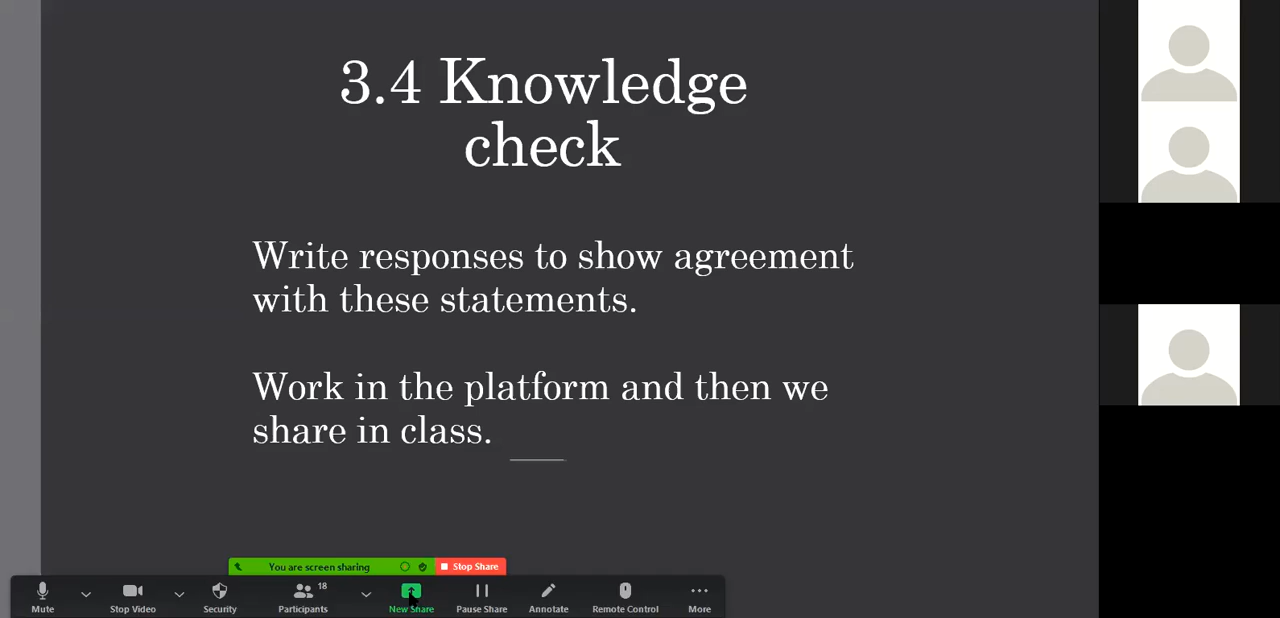 3.4 Knowledge
check
Write responses to show agreement
with these statements.
Work in the platform and then we
share in class.
You are screen sharing
Stop Share
18
Mute
Stop Video
Security
Participants
New Share
Pause Share
Annotate
Remote Control
More